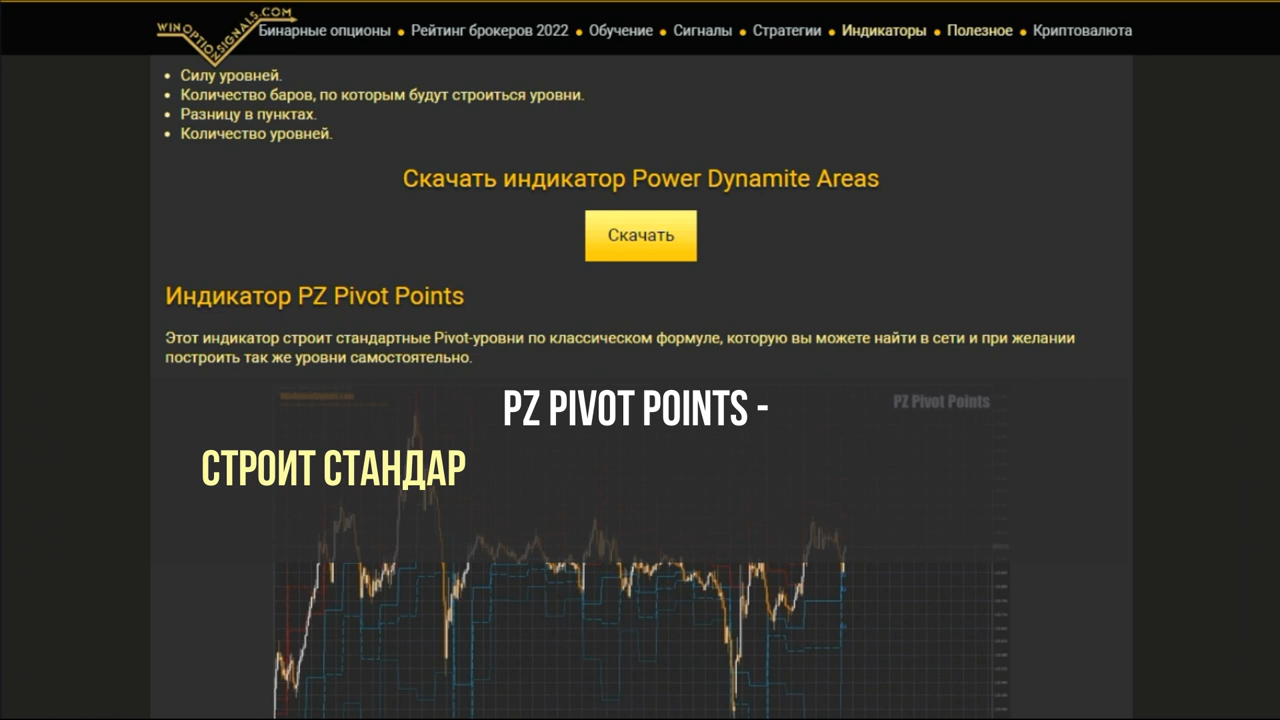 WINOPTIONSIGNALS.COM
Бинарные опционы • Рейтинг брокеров 2022 • Обучение • Сигналы • Стратегии • Индикаторы • Полезное • Криптовалюта
• Силу уровней.
• Количество баров, по которым будут строиться уровни.
• Разницу в пунктах.
• Количество уровней.
Скачать индикатор Power Dynamite Areas
Скачать
Индикатор PZ Pivot Points
Этот индикатор строит стандартные Pivot-уровни по классическом формуле, которую вы можете найти в сети и при желании
построить так же уровни самостоятельно.
PZ Pivot Points
PZ PIVOT POINTS -
СТРОИТ СТАНДАР